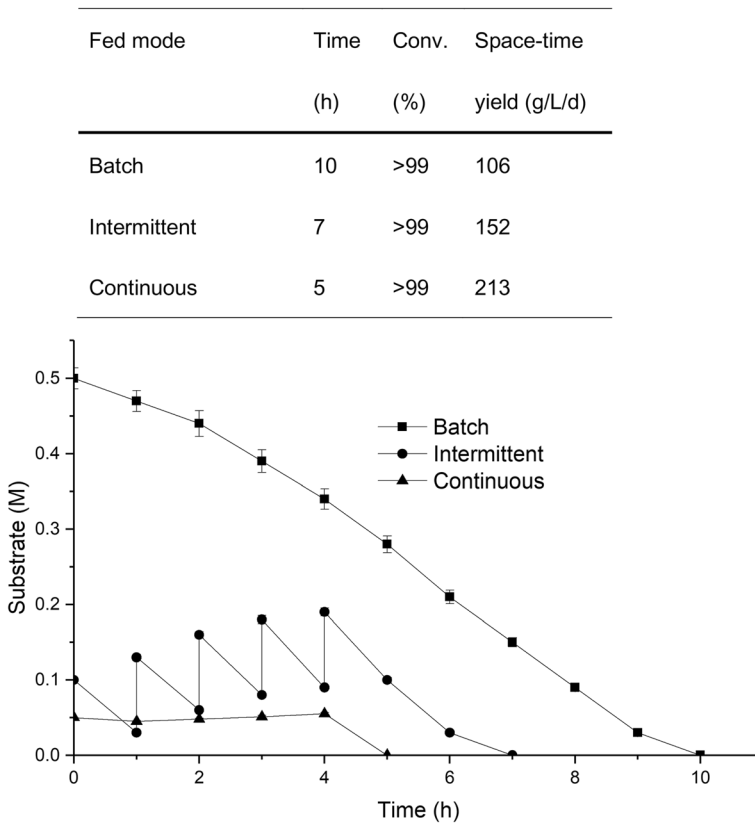 Fed mode Time Conv. Space-time
(h) (%) yield (g/L/d)
Batch 10 >99 106
Intermittent 7 >99 152
Continuous 5 >99 213
0.5
Batch
Intermittent
Continuous
0.4
0.3
0.2
0.1
0.0
Substrate (M)
0 2 4 6 8 10
Time (h)